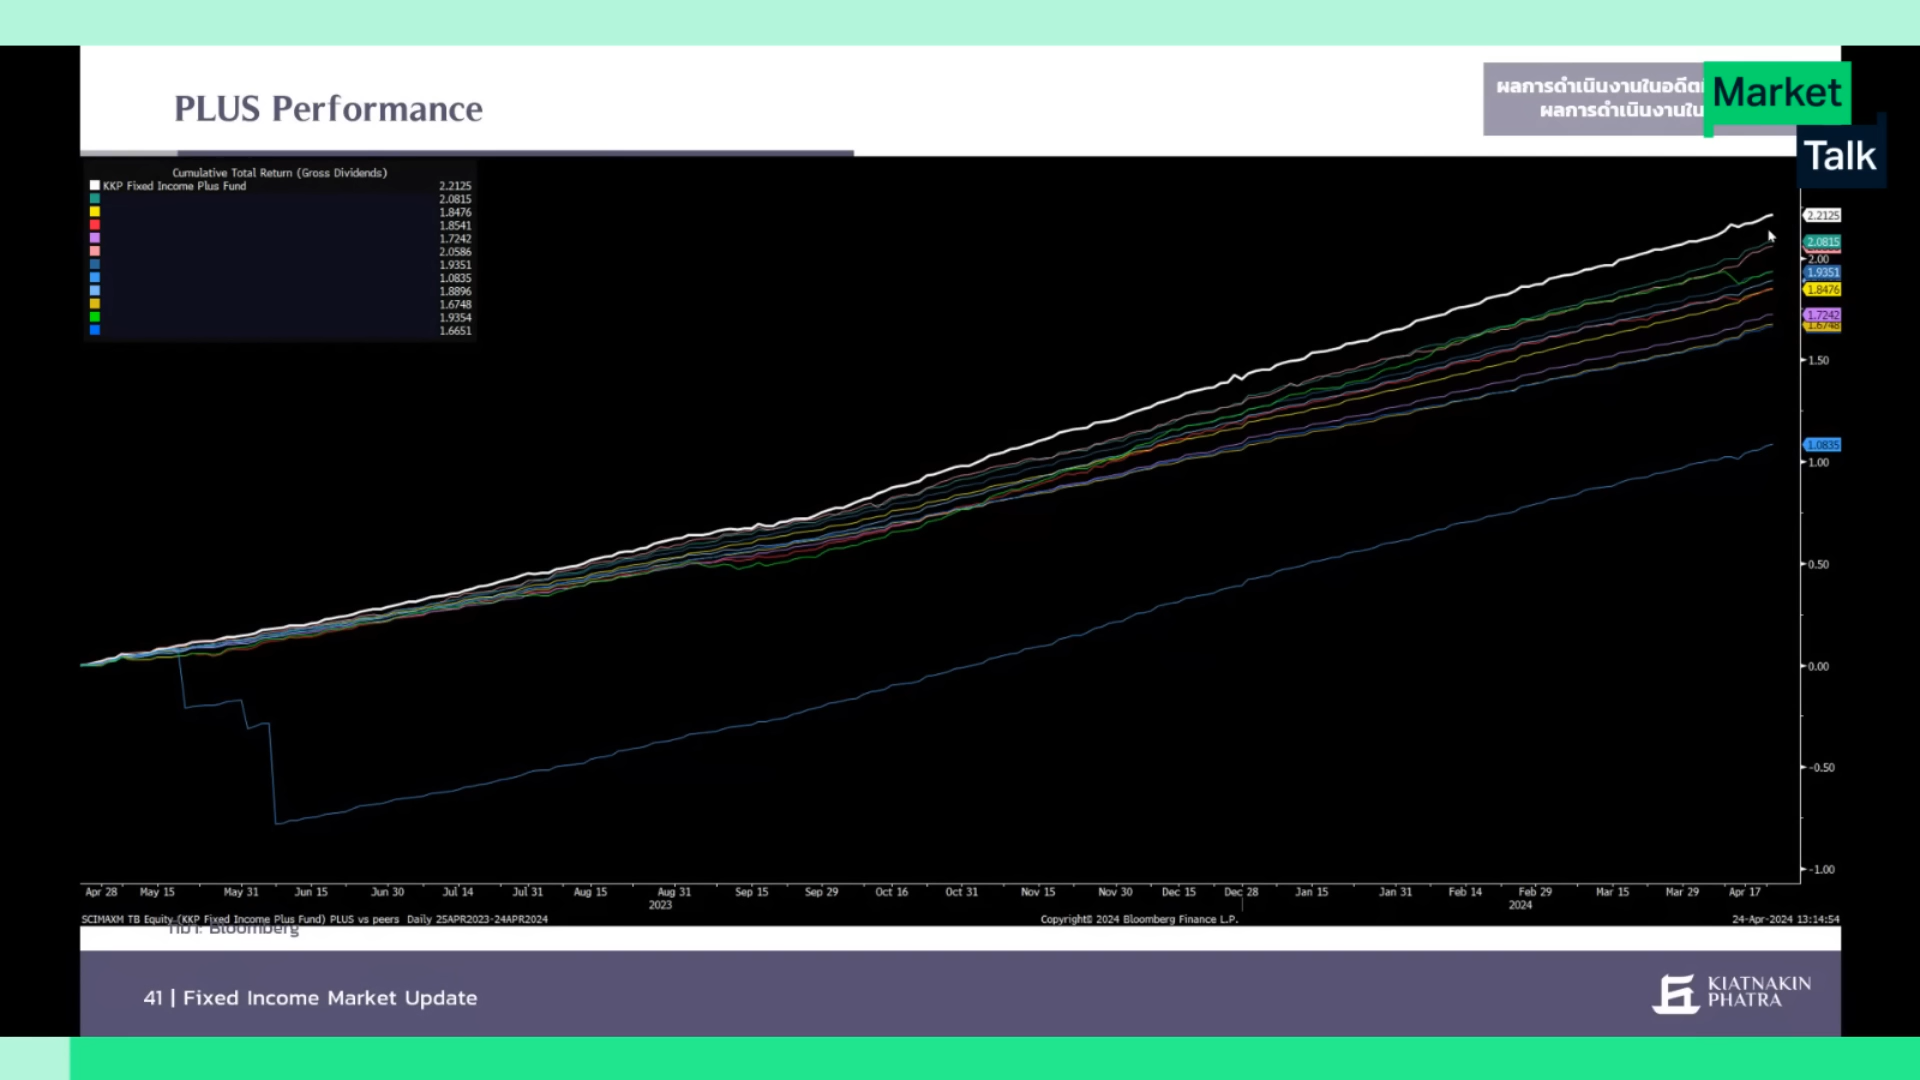 PLUS Performance
ผลการดำเนินงานในอดีต
ผลการดำเนินงานใน
Market
Talk
Cumulative Total Return (Gross Dividends)
KKP Fixed Income Plus Fund 2.2125
2.0815
1.8476
1.8541
1.7242
2.0586
1.9351
1.0835
1.8896
1.6748
1.9354
1.6651
2.2125
2.0815
2.00
1.9351
1.8476
1.7242
1.6748
1.50
1.0835
1.00
0.50
0.00
-0.50
-1.00
Apr 28 May 15 May 31 Jun 15 Jun 30 Jul 14 Jul 31 Aug 15 Aug 31 Sep 15 Sep 29 Oct 16 Oct 31 Nov 15 Nov 30 Dec 15 Dec 28 Jan 15 Jan 31 Feb 14 Feb 29 Mar 15 Mar 29 Apr 17
2023 2024
SCIMAXM TB Equity (KKP Fixed Income Plus Fund) PLUS vs peers Daily 25APR2023-24APR2024 Copyright© 2024 Bloomberg Finance L.P. 24-Apr-2024 13:14:54
ที่มา: Bloomberg
41 | Fixed Income Market Update
KIATNAKIN
PHATRA